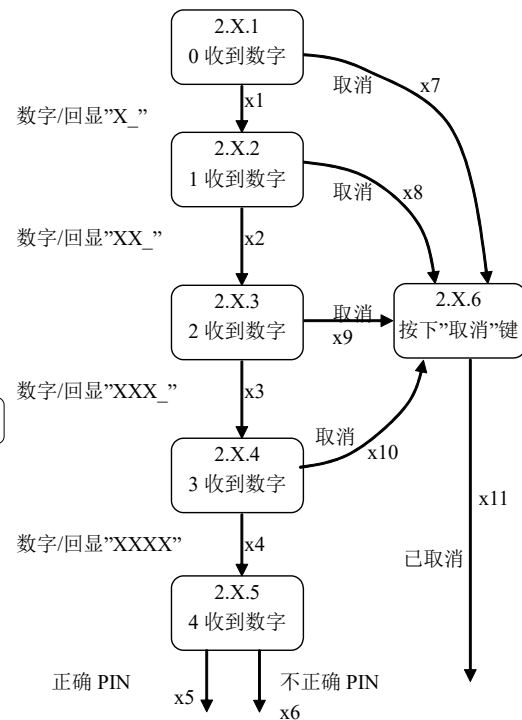 2.X.1
0 收到数字
x1
取消
x7
数字/回显”X_”
2.X.2
1 收到数字
取消
x8
数字/回显”XX_”
x2
2.X.3
2 收到数字
取消
x9
2.X.6
按下”取消”键
数字/回显”XXX_”
x3
取消
x10
2.X.4
3 收到数字
x11
数字/回显”XXXX”
x4
已取消
2.X.5
4 收到数字
正确 PIN
x5
不正确 PIN
x6